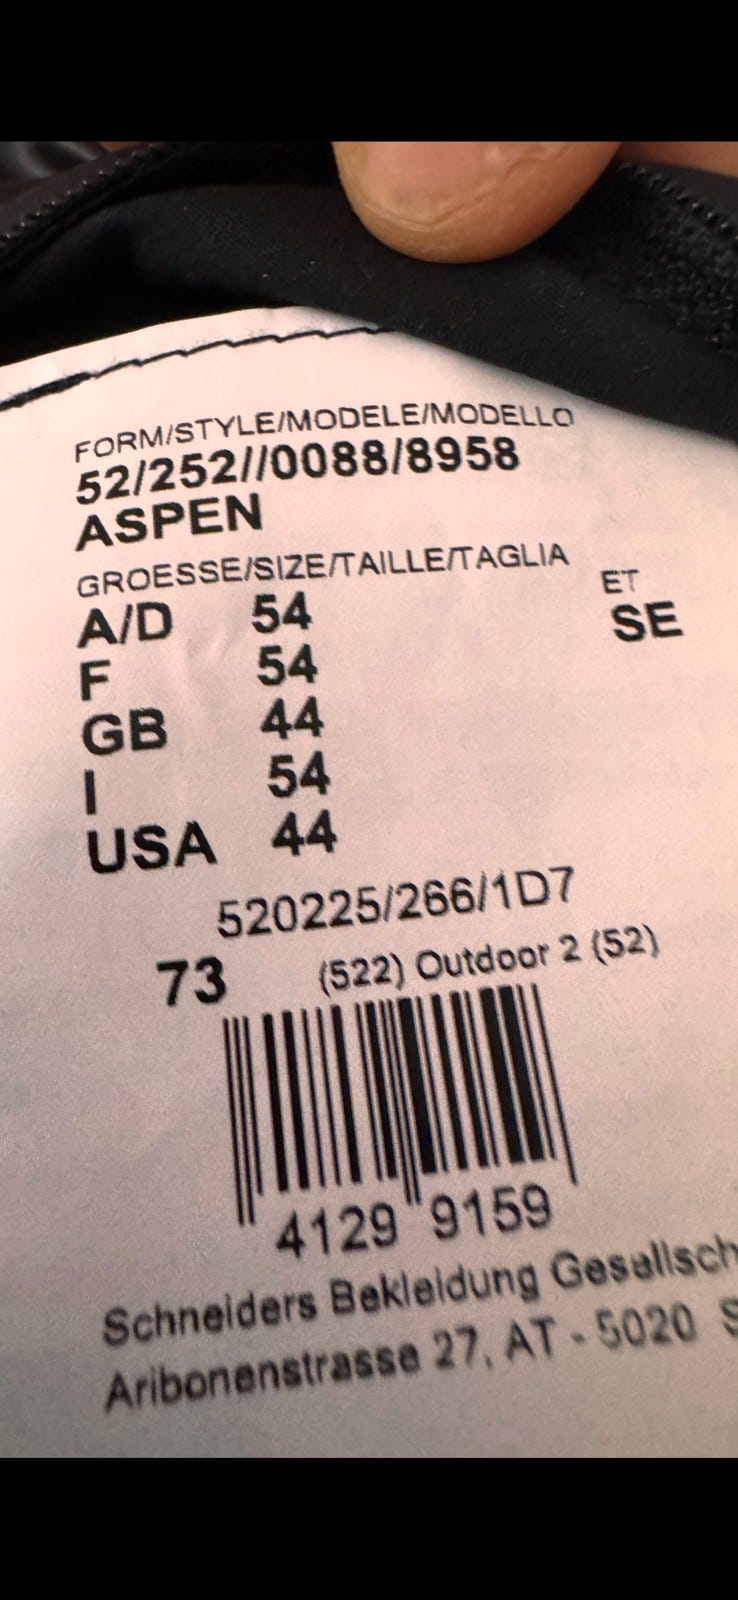 FORM/STYLE/MODELE/MODELLO
52/252//0088/8958
ASPEN
GROESSE/SIZE/TAILLE/TAGLIA ET
A/D 54 SE
F 54
GB 44
I 54
USA 44
520225/266/1D7
73 (522) Outdoor 2 (52)
4129 9159
Schneiders Bekleidung Gesellsch
Aribonenstrasse 27, AT - 5020 S